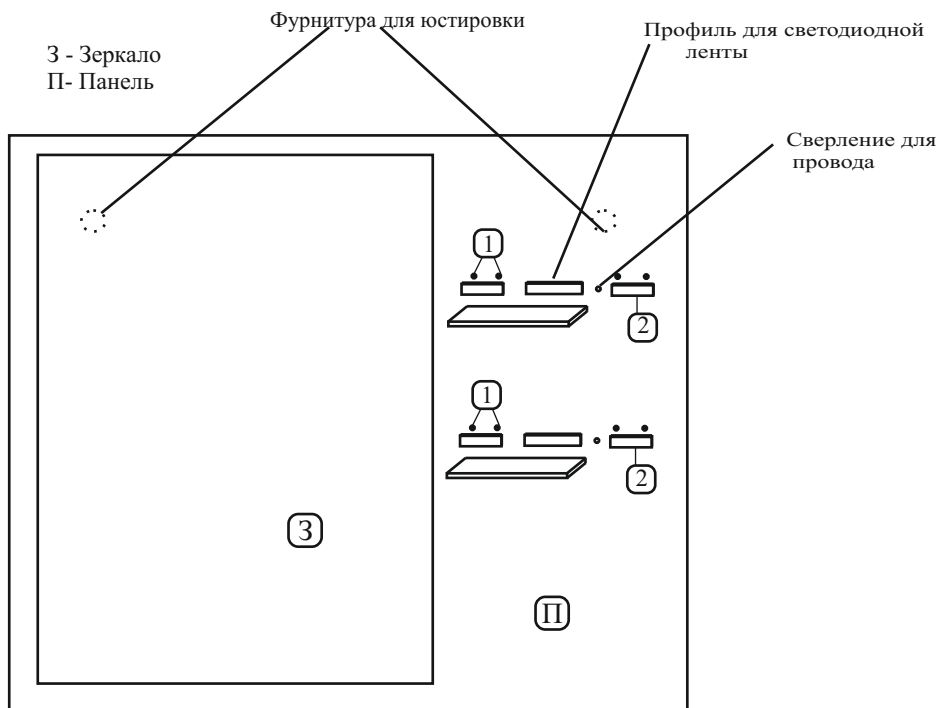 Фурнитура для юстировки
Профиль для светодиодной
ленты
З - Зеркало
П- Панель
Сверление для
провода
1
2
1
2
З
П